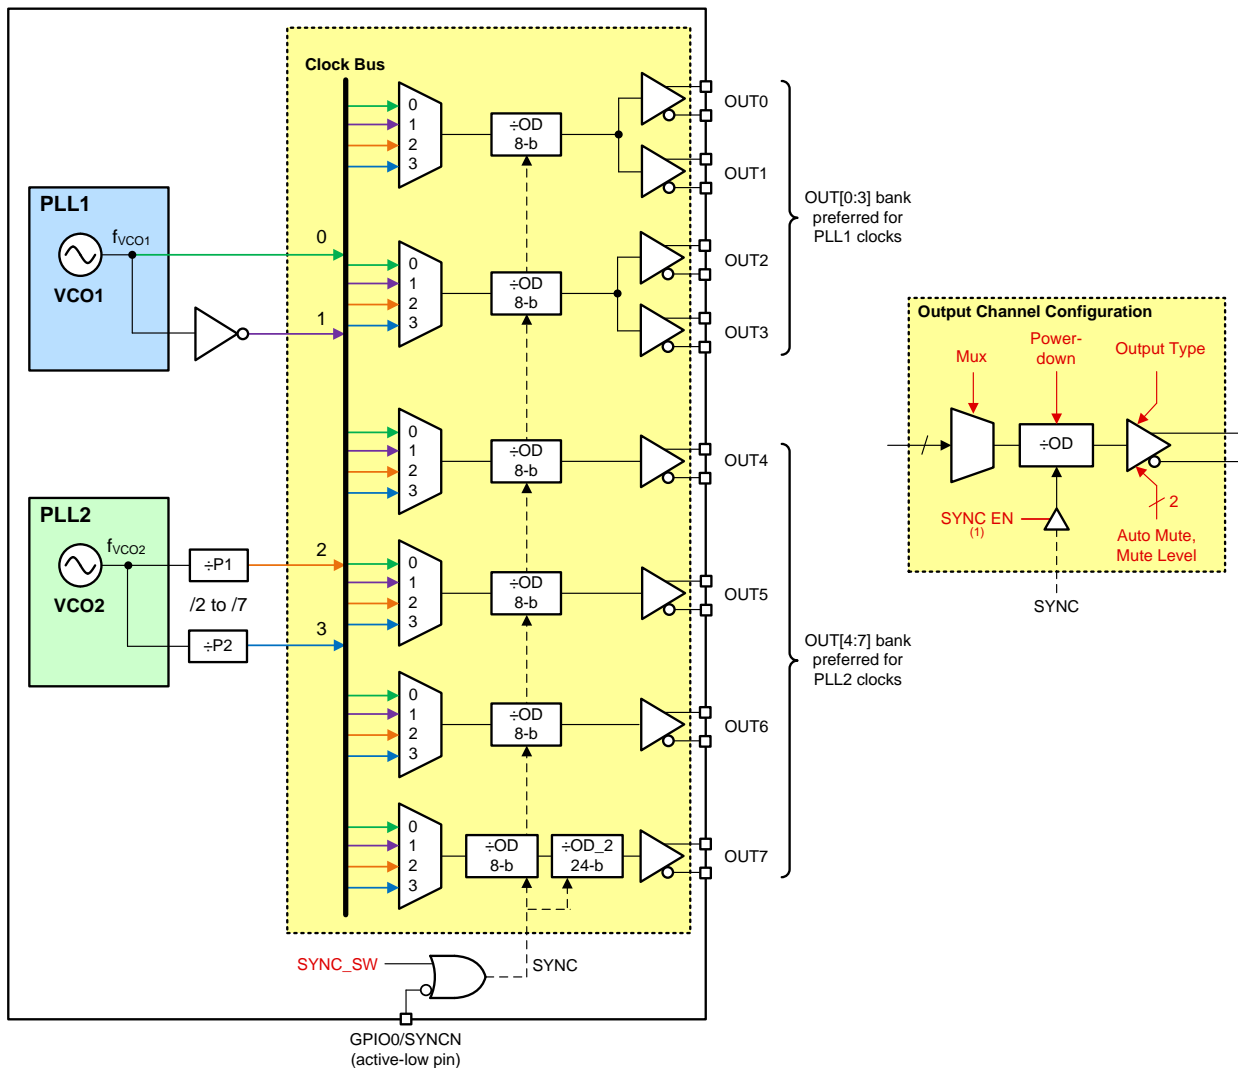 Clock Bus
0
1
2
3
÷OD
8-b
OUT0
OUT1
OUT[0:3] bank
preferred for
PLL1 clocks
PLL1
fVCO1
VCO1
0
1
0
1
2
3
÷OD
8-b
OUT2
OUT3
0
1
2
3
÷OD
8-b
OUT4
PLL2
fVCO2
VCO2
÷P1
/2 to /7
÷P2
2
3
0
1
2
3
÷OD
8-b
OUT5
OUT[4:7] bank
preferred for
PLL2 clocks
0
1
2
3
÷OD
8-b
OUT6
0
1
2
3
÷OD
8-b
÷OD_2
24-b
OUT7
SYNC_SW
SYNC
GPIO0/SYNCN
(active-low pin)
Output Channel Configuration
Mux
Power-
down
Output Type
÷OD
SYNC EN
(1)
2
Auto Mute,
Mute Level
SYNC